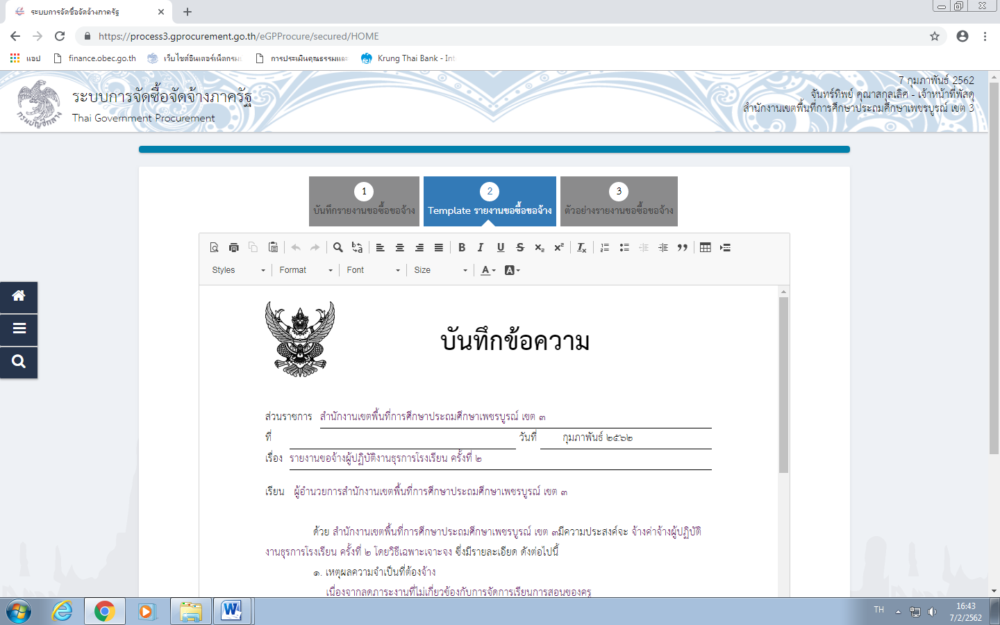 ระบบการจัดซื้อจัดจ้างภาครัฐ
https://process3.gprocurement.go.th/eGPProcure/secured/HOME
แอป finance.obec.go.th เว็บไซต์อินเตอร์เน็ตกรมบ การประเมินคุณธรรมและ Krung Thai Bank - Int
7 กุมภาพันธ์ 2562
ระบบการจัดซื้อจัดจ้างภาครัฐ
จันทร์ทิพย์ คุณาสกุลเลิศ - เจ้าหน้าที่พัสดุ
Thai Government Procurement
สำนักงานเขตพื้นที่การศึกษาประถมศึกษาเพชรบูรณ์ เขต 3
กรมบัญชีกลาง
1 2 3
บันทึกรายงานขอซื้อขอจ้าง Template รายงานขอซื้อขอจ้าง ตัวอย่างรายงานขอซื้อขอจ้าง
Styles Format Font Size
บันทึกข้อความ
ส่วนราชการ สำนักงานเขตพื้นที่การศึกษาประถมศึกษาเพชรบูรณ์ เขต ๓
ที่ วันที่ กุมภาพันธ์ ๒๕๖๒
เรื่อง รายงานขอจ้างผู้ปฏิบัติงานธุรการโรงเรียน ครั้งที่ ๒
เรียน ผู้อำนวยการสำนักงานเขตพื้นที่การศึกษาประถมศึกษาเพชรบูรณ์ เขต ๓
ด้วย สำนักงานเขตพื้นที่การศึกษาประถมศึกษาเพชรบูรณ์ เขต ๓มีความประสงค์จะ จ้างค่าจ้างผู้ปฏิบัติ
งานธุรการโรงเรียน ครั้งที่ ๒ โดยวิธีเฉพาะเจาะจง ซึ่งมีรายละเอียด ดังต่อไปนี้
๑. เหตุผลความจำเป็นที่ต้องจ้าง
เนื่องจากลดภาระงานที่ไม่เกี่ยวข้องกับการจัดการเรียนการสอนของครู
TH 16:43
7/2/2562